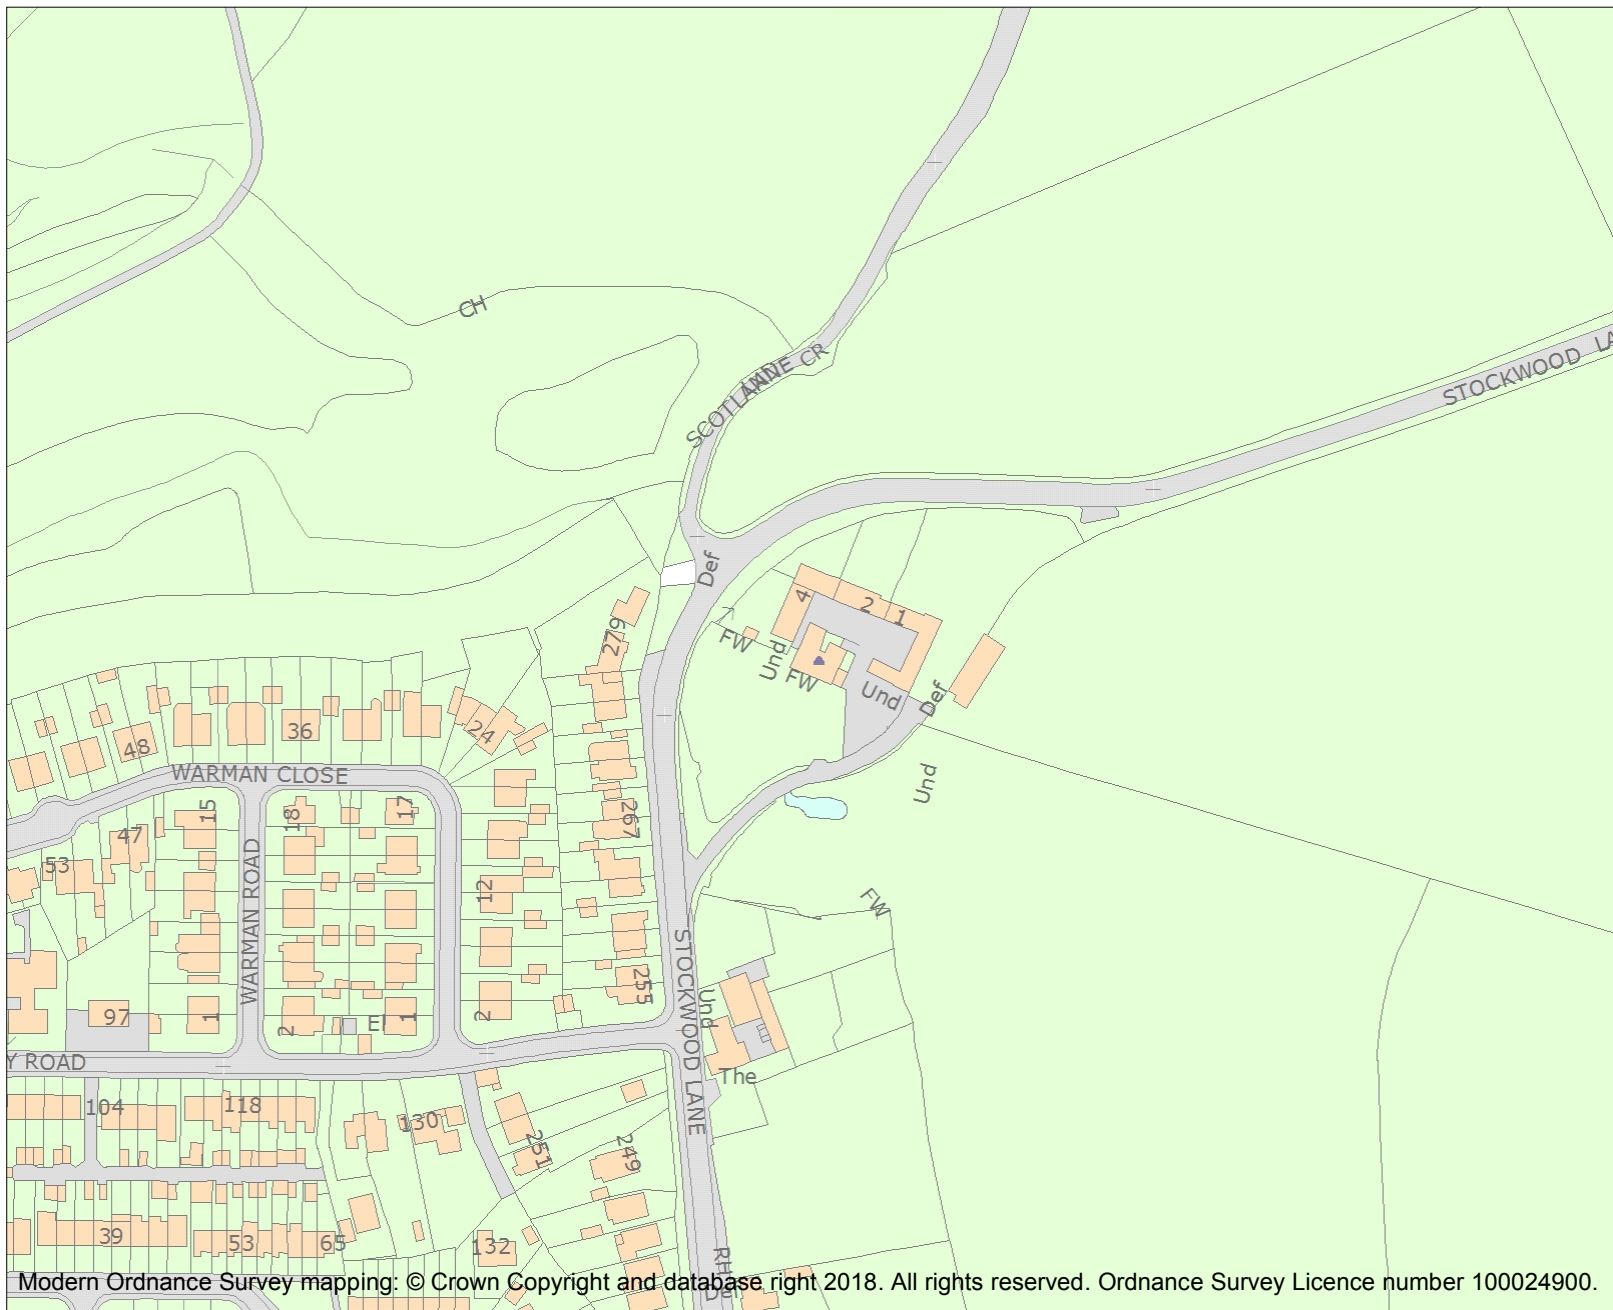 CH
SCOTLAND
LANE CR
STOCKWOOD LA
Def
279
4
2
1
FW
Und
FW
Und
Def
Und
24
36
48
WARMAN CLOSE
15
18
17
47
53
267
12
WARMAN ROAD
FW
STOCKWOOD LANE
255
Und
97
1
2
El
1
2
Y ROAD
The
104
118
130
251
249
39
53
65
132
RH
Def
Modern Ordnance Survey mapping: © Crown Copyright and database right 2018. All rights reserved. Ordnance Survey Licence number 100024900.